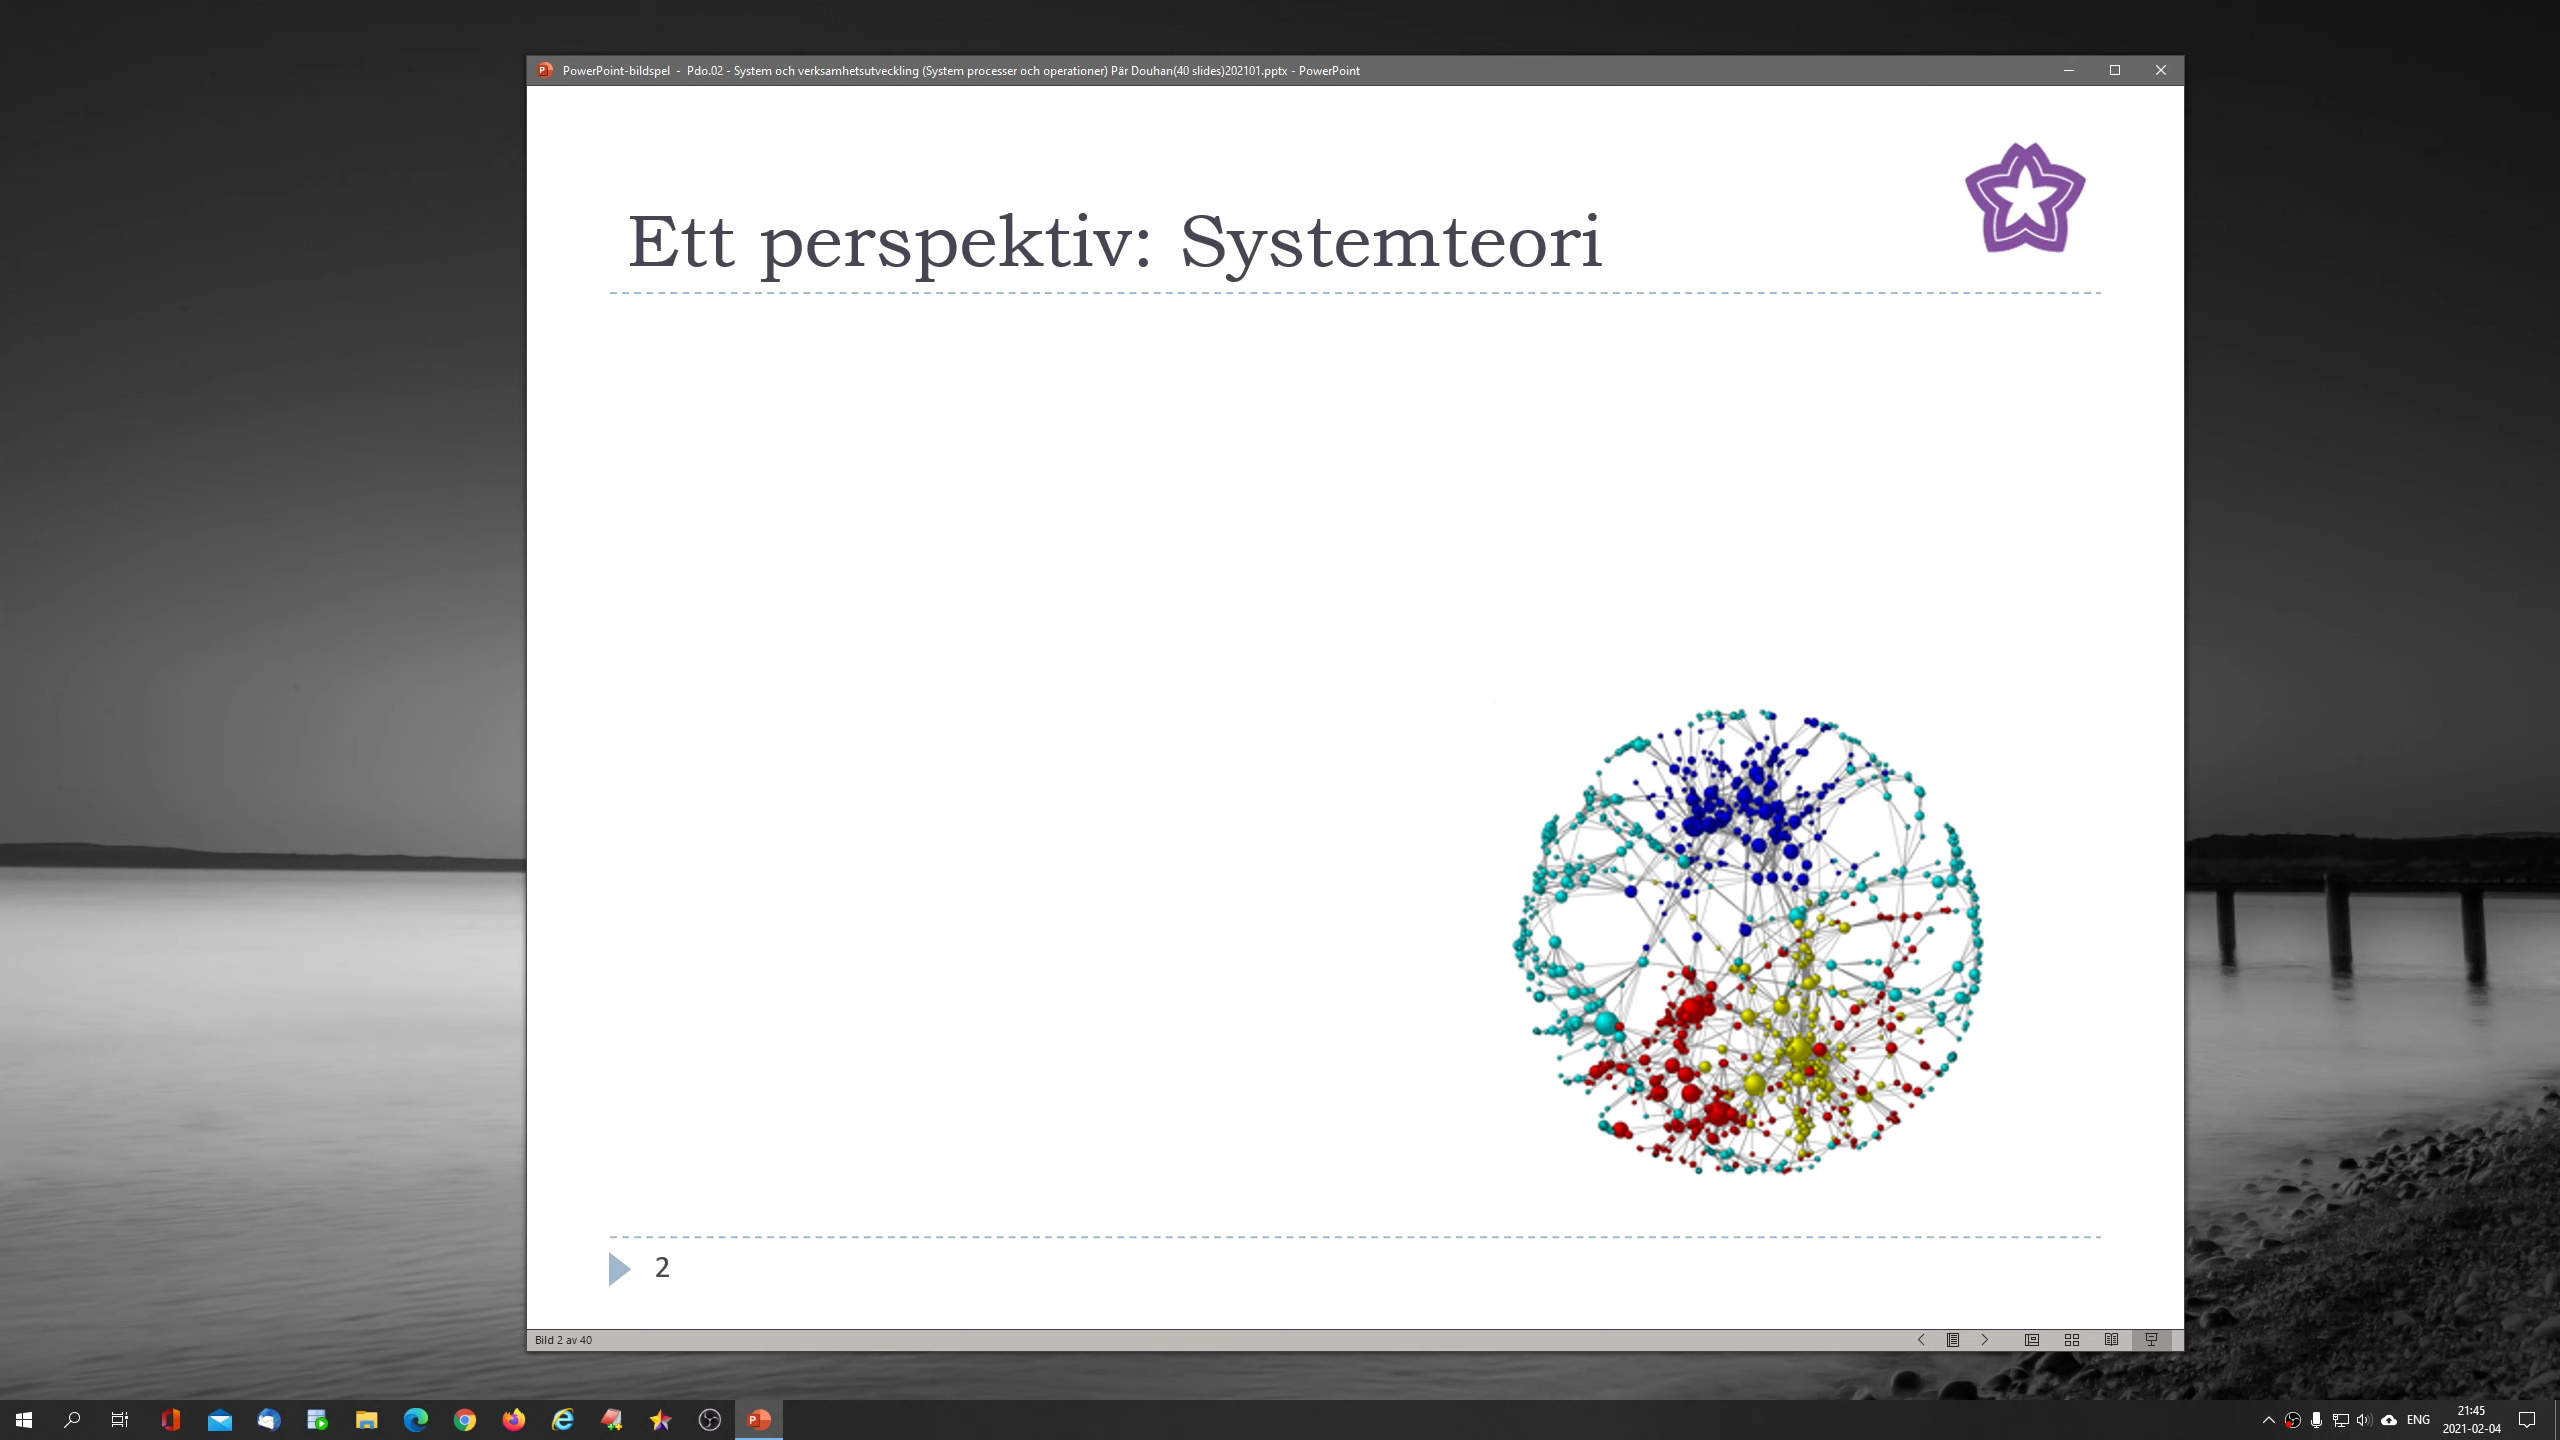 PowerPoint-bildspel - Pdo.02 - System och verksamhetsutveckling (System processer och operationer) Pär Douhan(40 slides)202101.pptx - PowerPoint
Ett perspektiv: Systemteori
2
Bild 2 av 40
ENG
21:45
2021-02-04